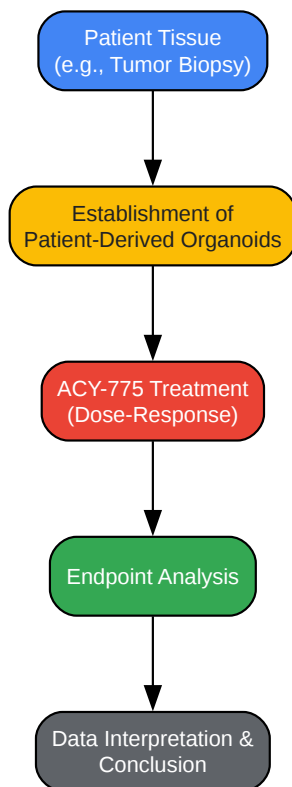 Patient Tissue
(e.g., Tumor Biopsy)
Establishment of
Patient-Derived Organoids
ACY-775 Treatment
(Dose-Response)
Endpoint Analysis
Data Interpretation &
Conclusion